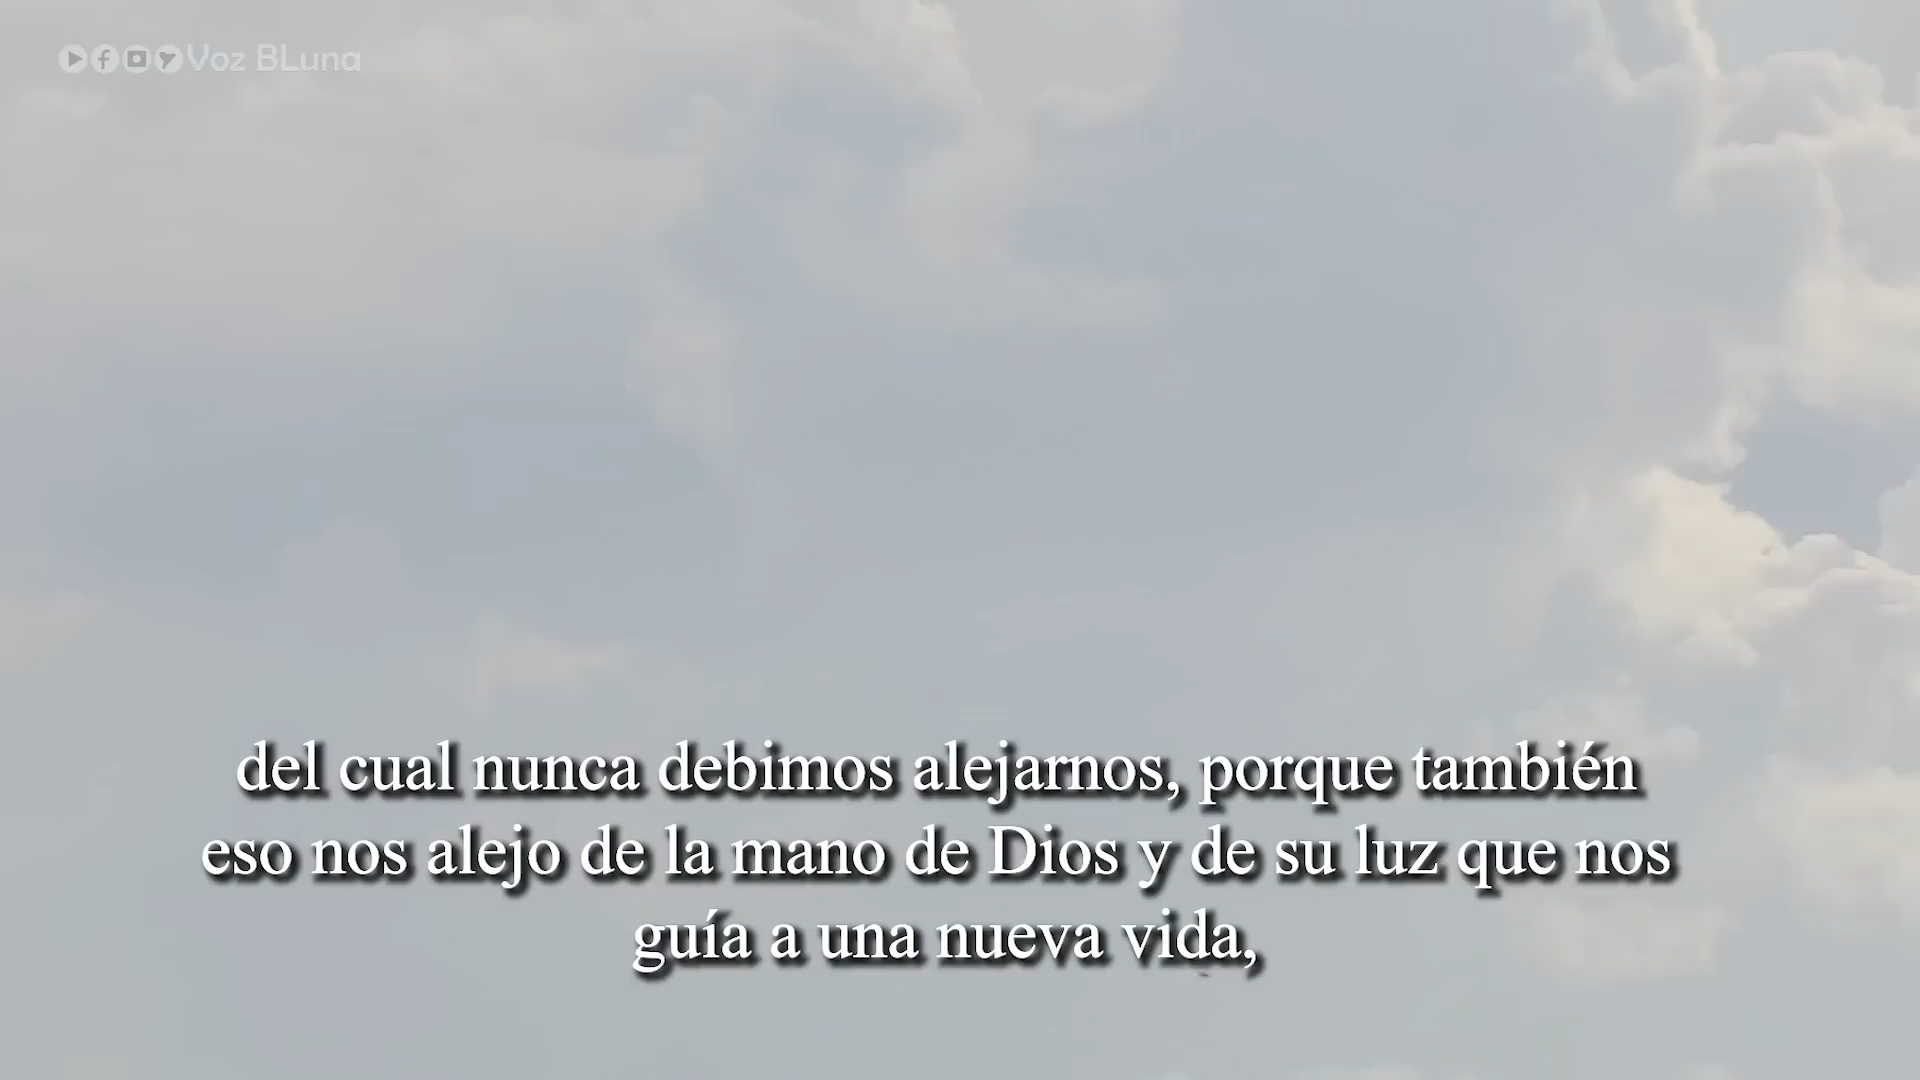 Voz BLuna
del cual nunca debimos alejarnos, porque también
eso nos alejo de la mano de Dios y de su luz que nos
guía a una nueva vida,